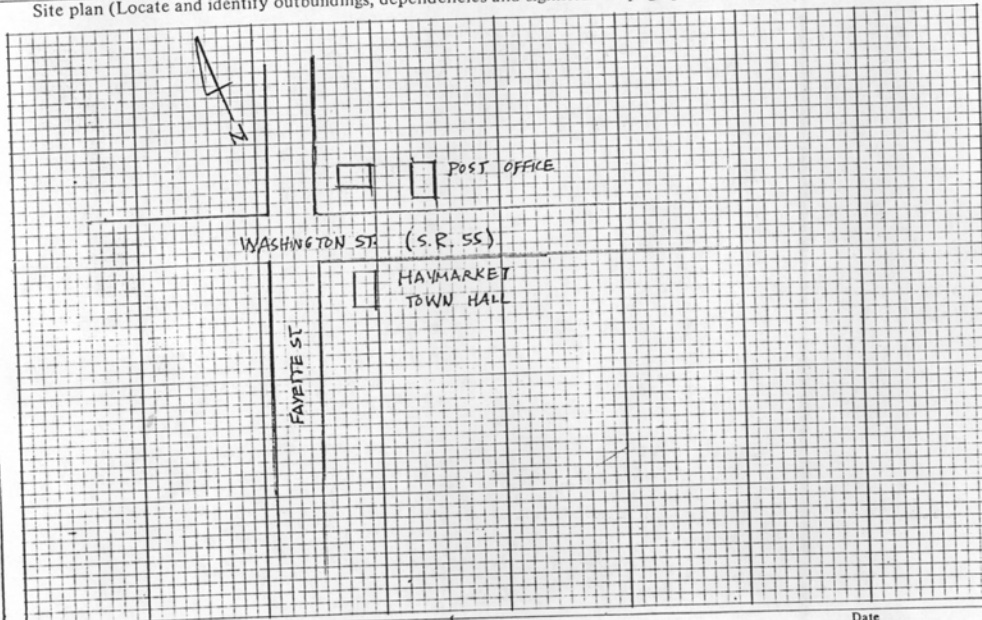 Site plan (Locate and identify outbuildings, dependencies and
N
POST OFFICE
WASHINGTON ST. (S.R. 55)
HAYMARKET
TOWN HALL
FAYETTE ST
Date